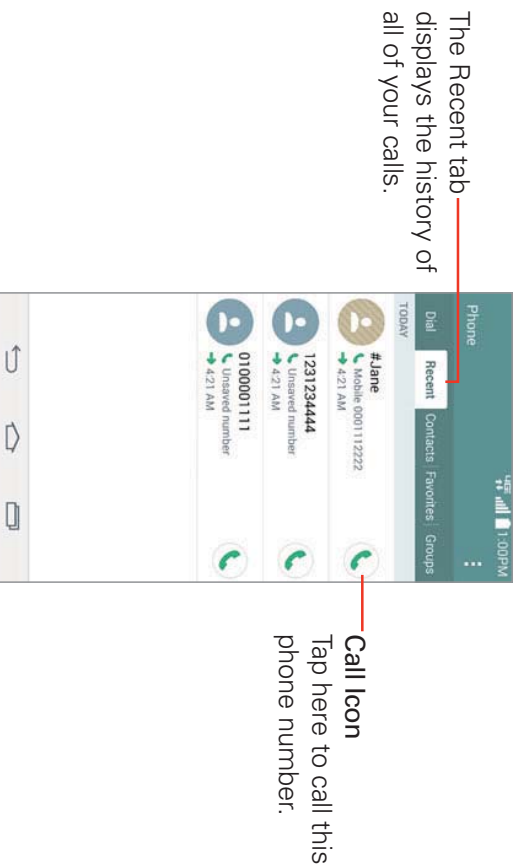 The Recent tab
displays the history of
all of your calls.
4GE 1:00PM
Phone
Dial Recent Contacts Favorites Groups
TODAY
#Jane
Mobile 0001112222
4:21 AM
1231234444
Unsaved number
4:21 AM
0100001111
Unsaved number
4:21 AM
Call Icon
Tap here to call this
phone number.